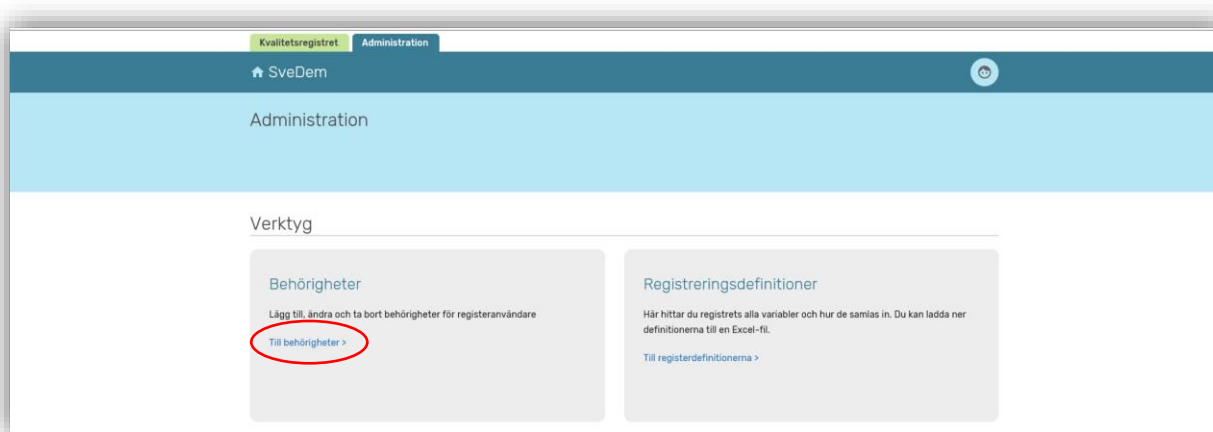 Kvalitetsregistret Administration
SveDem
Administration
Verktyg
Behörigheter
Lägg till, ändra och ta bort behörigheter för registeranvändare
Till behörigheter >
Registreringsdefinitioner
Här hittar du registrets alla variabler och hur de samlas in. Du kan ladda ner
definitionerna till en Excel-fil.
Till registerdefinitionerna >